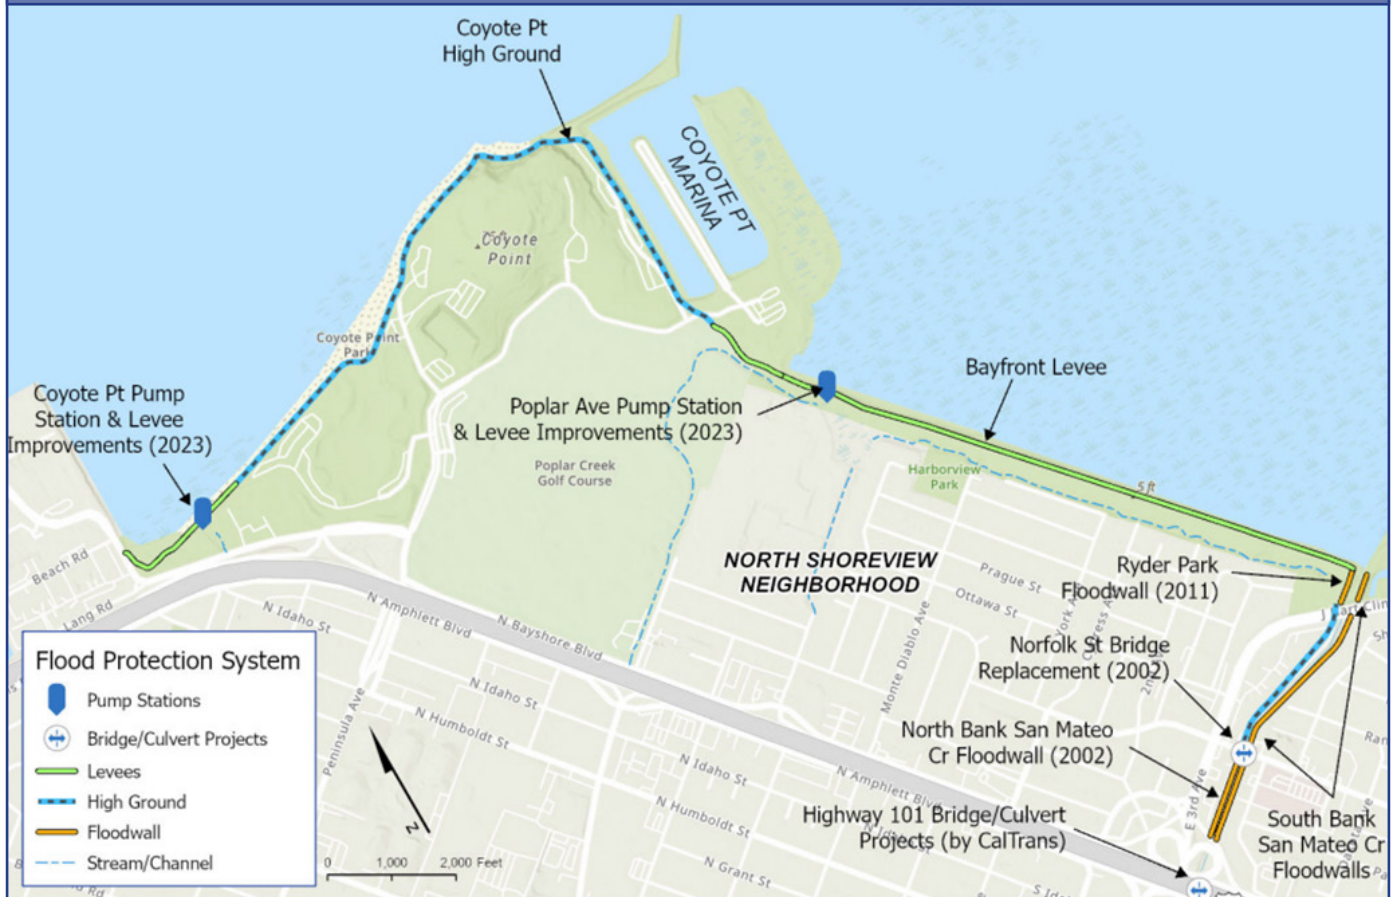 Coyote Pt
High Ground
COYOTE PT
MARINA
Coyote
Point
Coyote Point
Park
Coyote Pt Pump
Station & Levee
Improvements (2023)
Bayfront Levee
Poplar Ave Pump Station
& Levee Improvements (2023)
Poplar Creek
Golf Course
Harborview
Park
5 ft
NORTH SHOREVIEW
NEIGHBORHOOD
Ryder Park
Floodwall (2011)
Prague St
Ottawa St
Monte Diablo Ave
Norfolk St Bridge
Replacement (2002)
North Bank San Mateo
Cr Floodwall (2002)
Highway 101 Bridge/Culvert
Projects (by CalTrans)
South Bank
San Mateo Cr
Floodwalls
E 3rd Ave
Beach Rd
Lang Rd
N Idaho St
N Amphlett Blvd
N Bayshore Blvd
N Idaho St
N Humboldt St
Peninsula Ave
N Idaho St
N Amphlett Blvd
N Humboldt St
N Grant St
Flood Protection System
Pump Stations
Bridge/Culvert Projects
Levees
High Ground
Floodwall
Stream/Channel
N
0 1,000 2,000 Feet